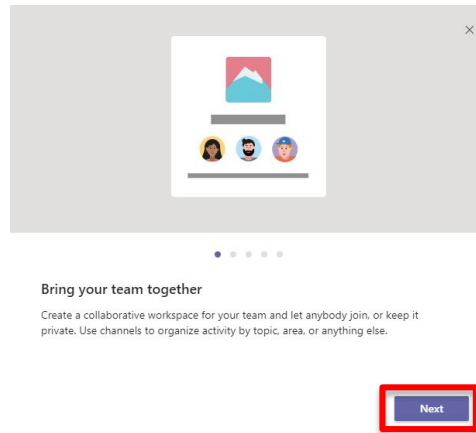 Bring your team together
Create a collaborative workspace for your team and let anybody join, or keep it
private. Use channels to organize activity by topic, area, or anything else.
Next